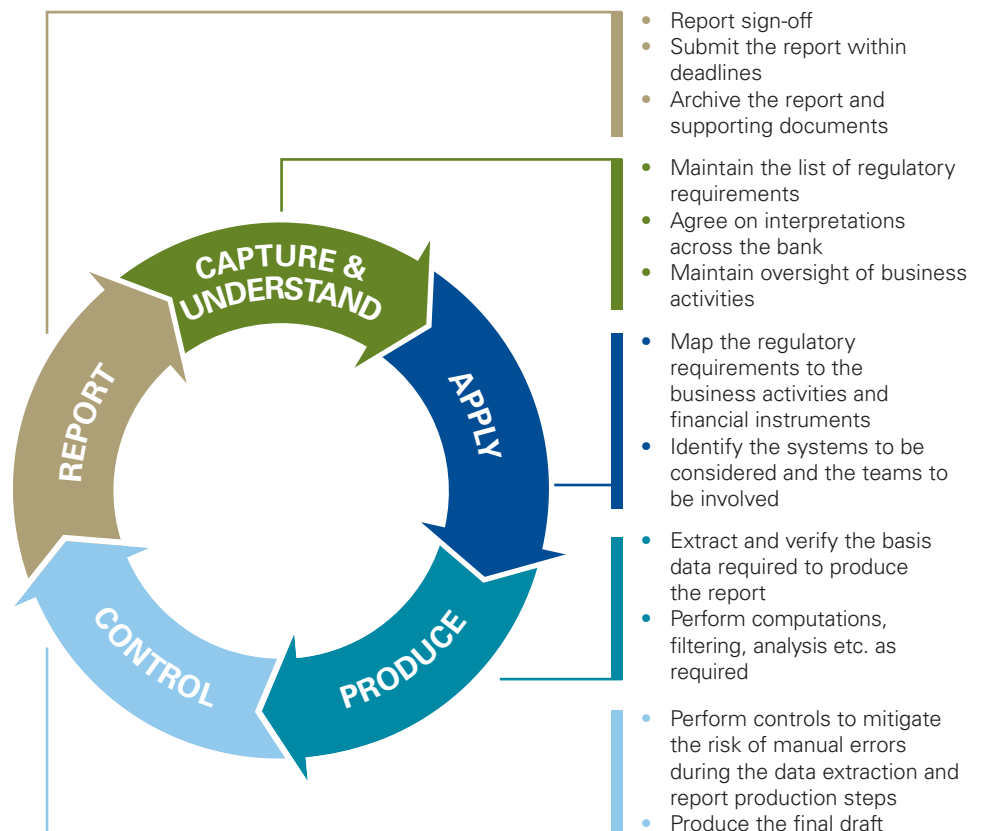 Report sign-off
Submit the report within
deadlines
Archive the report and
supporting documents
Maintain the list of regulatory
requirements
Agree on interpretations
across the bank
Maintain oversight of business
activities
Map the regulatory
requirements to the
business activities and
financial instruments
Identify the systems to be
considered and the teams to
be involved
Extract and verify the basis
data required to produce
the report
Perform computations,
filtering, analysis etc. as
required
Perform controls to mitigate
the risk of manual errors
during the data extraction and
report production steps
Produce the final draft
CAPTURE &
UNDERSTAND
APPLY
PRODUCE
CONTROL
REPORT